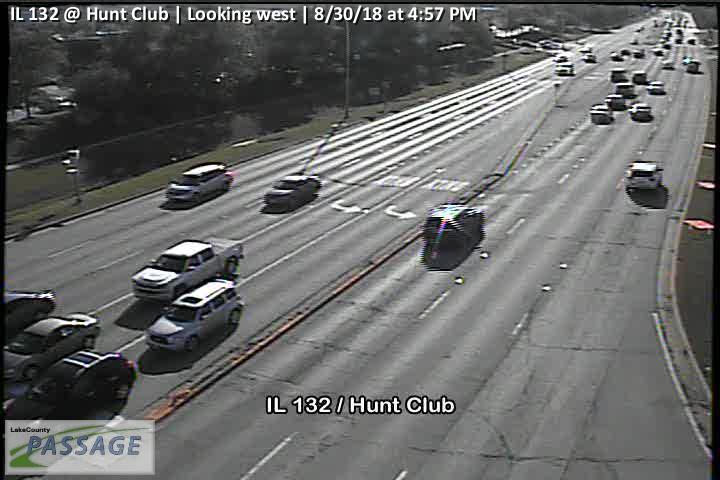 IL 132 @ Hunt Club | Looking west | 8/30/18 at 4:57 PM
IL 132 / Hunt Club
LakeCounty
PASSAGE